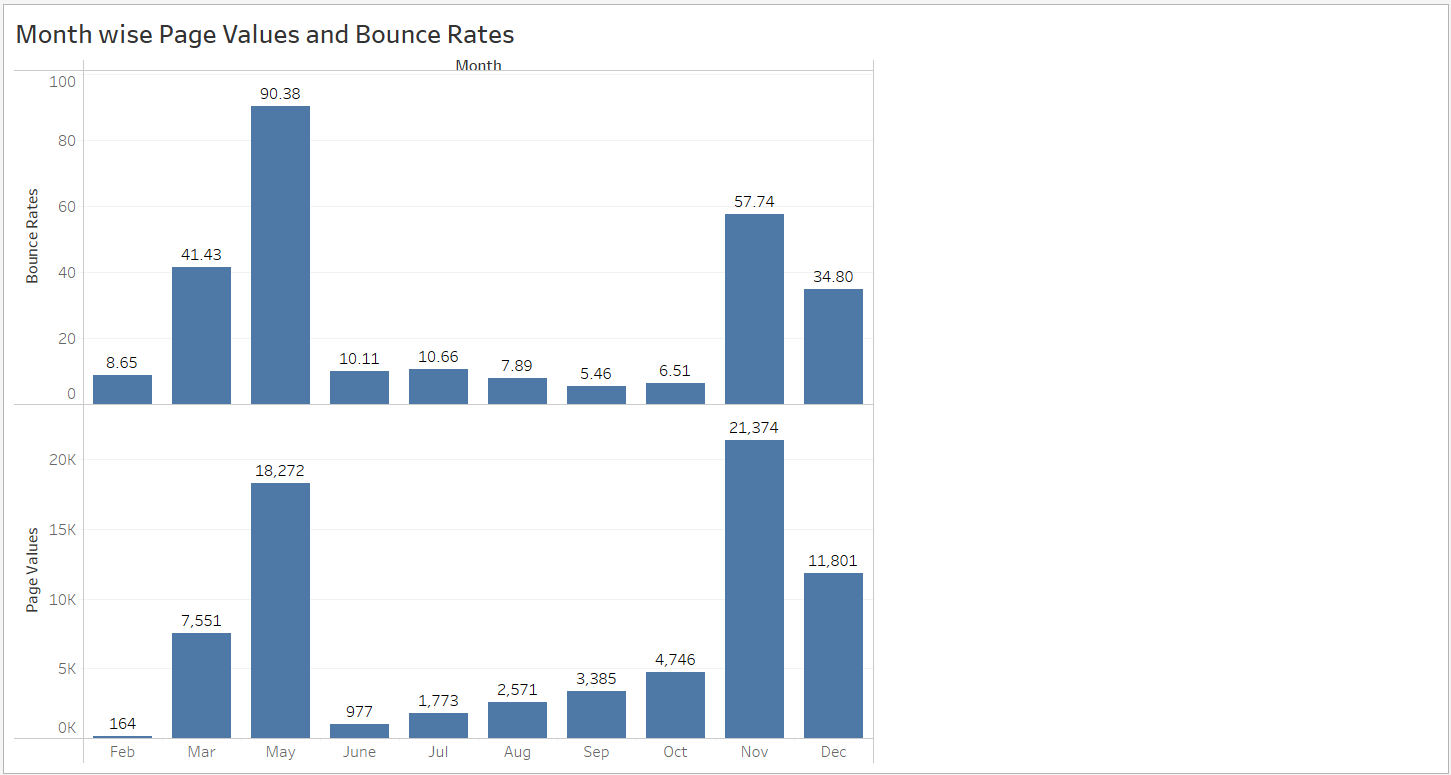 Month wise Page Values and Bounce Rates
Month
100
80
60
40
20
0
Bounce Rates
8.65
41.43
90.38
10.11
10.66
7.89
5.46
6.51
57.74
34.80
20K
15K
10K
5K
0K
Page Values
164
7,551
18,272
977
1,773
2,571
3,385
4,746
21,374
11,801
Feb Mar May June Jul Aug Sep Oct Nov Dec